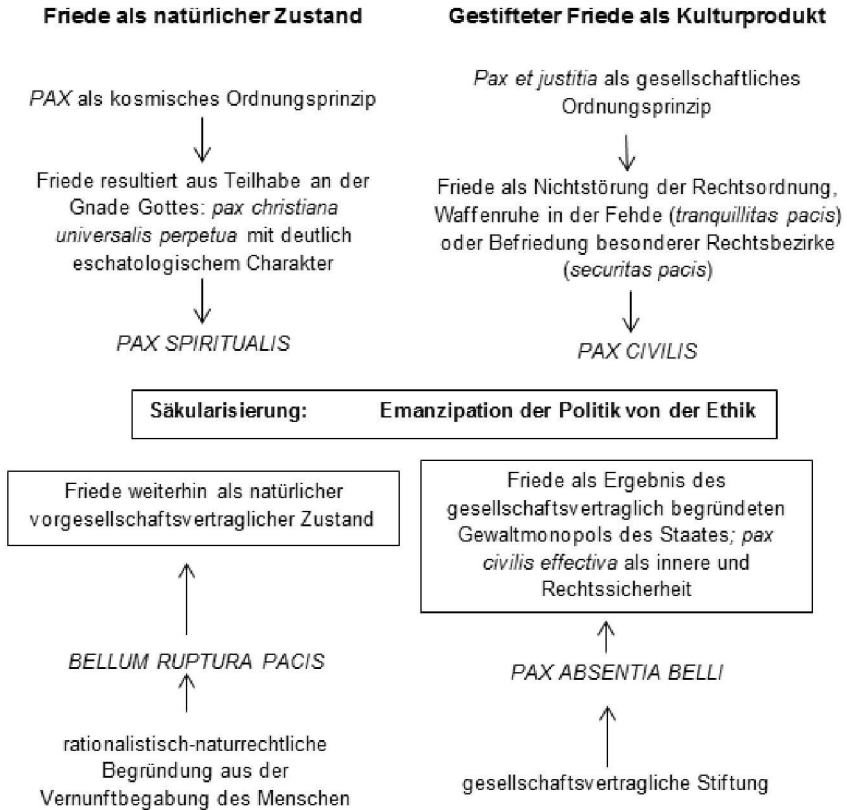 Friede als natürlicher Zustand
PAX als kosmisches Ordnungsprinzip
Friede resultiert aus Teilhabe an der
Gnade Gottes: pax christiana
universalis perpetua mit deutlich
eschatologischem Charakter
PAX SPIRITUALIS
Gestifteter Friede als Kulturprodukt
Pax et justitia als gesellschaftliches
Ordnungsprinzip
Friede als Nichtstörung der Rechtsordnung,
Waffenruhe in der Fehde (tranquillitas pacis)
oder Befriedung besonderer Rechtsbezirke
(securitas pacis)
PAX CIVILIS
Säkularisierung: Emanzipation der Politik von der Ethik
Friede weiterhin als natürlicher
vorgesellschaftsvertraglicher Zustand
BELLUM RUPTURA PACIS
rationalistisch-naturrechtliche
Begründung aus der
Vernunftbegabung des Menschen
Friede als Ergebnis des
gesellschaftsvertraglich begründeten
Gewaltmonopols des Staates; pax
civilis effectiva als innere und
Rechtssicherheit
PAX ABSENTIA BELLI
gesellschaftsvertragliche Stiftung